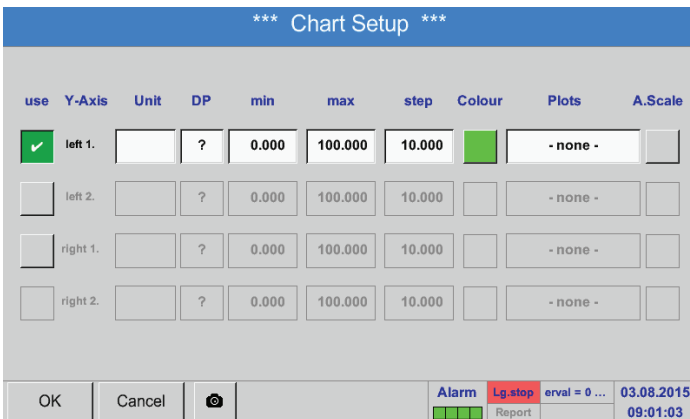 *** Chart Setup ***
use Y-Axis Unit DP min max step Colour Plots A.Scale
left 1. ? 0.000 100.000 10.000 - none -
left 2. ? 0.000 100.000 10.000 - none -
right 1. ? 0.000 100.000 10.000 - none -
right 2. ? 0.000 100.000 10.000 - none -
OK Cancel Alarm Lg.stop erval = 0 ... 03.08.2015
Report 09:01:03